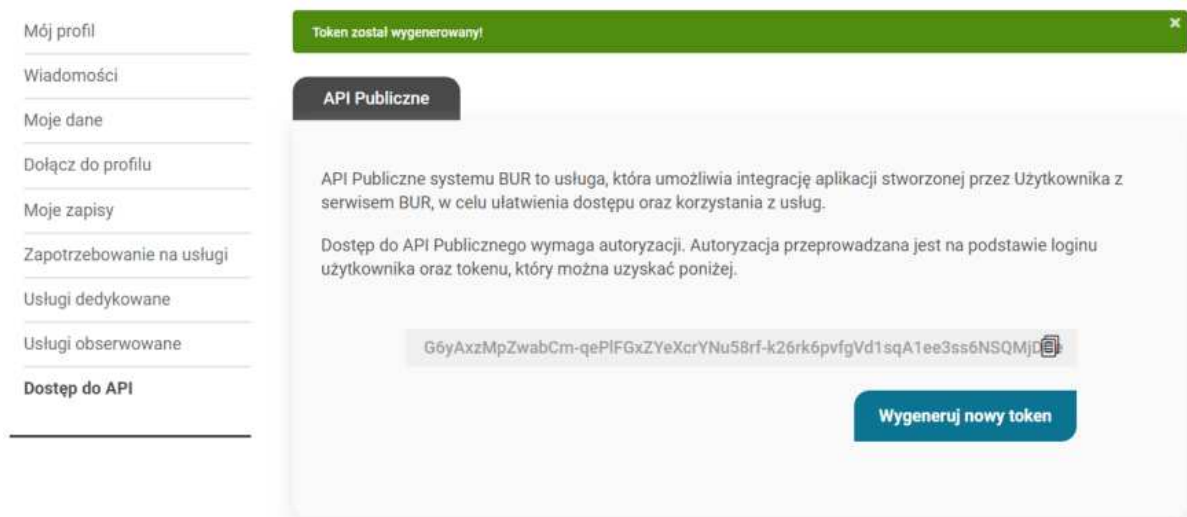 Mój profil
Wiadomości
Moje dane
Dołącz do profilu
Moje zapisy
Zapotrzebowanie na usługi
Usługi dedykowane
Usługi obserwowane
Dostęp do API
Token został wygenerowany!
API Publiczne
API Publiczne systemu BUR to usługa, która umożliwia integrację aplikacji stworzonej przez Użytkownika z
serwisem BUR, w celu ułatwienia dostępu oraz korzystania z usług.
Dostęp do API Publicznego wymaga autoryzacji. Autoryzacja przeprowadzana jest na podstawie loginu
użytkownika oraz tokenu, który można uzyskać poniżej.
Wygeneruj nowy token